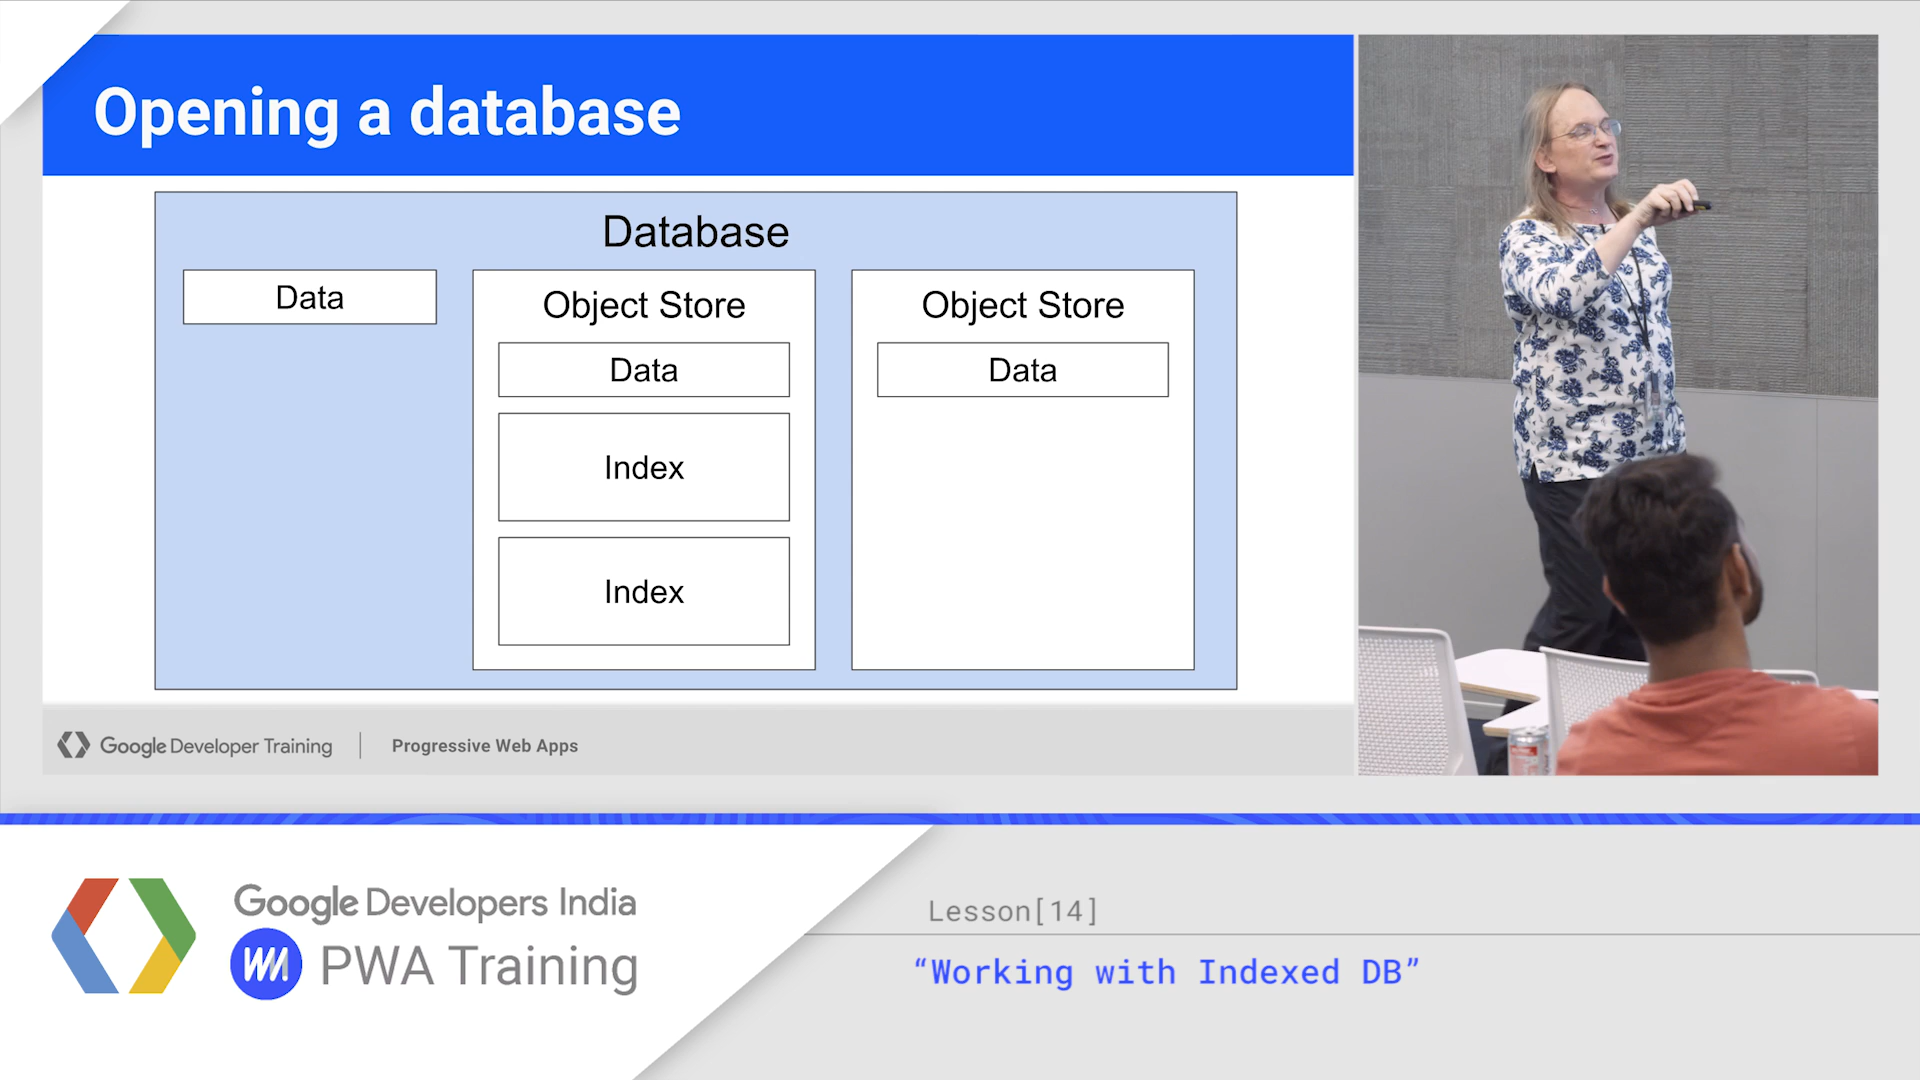 Opening a database
Database
Data
Object Store
Data
Index
Index
Object Store
Data
Google Developer Training
Progressive Web Apps
Google Developers India
PWA Training
Lesson[14]
“Working with Indexed DB”